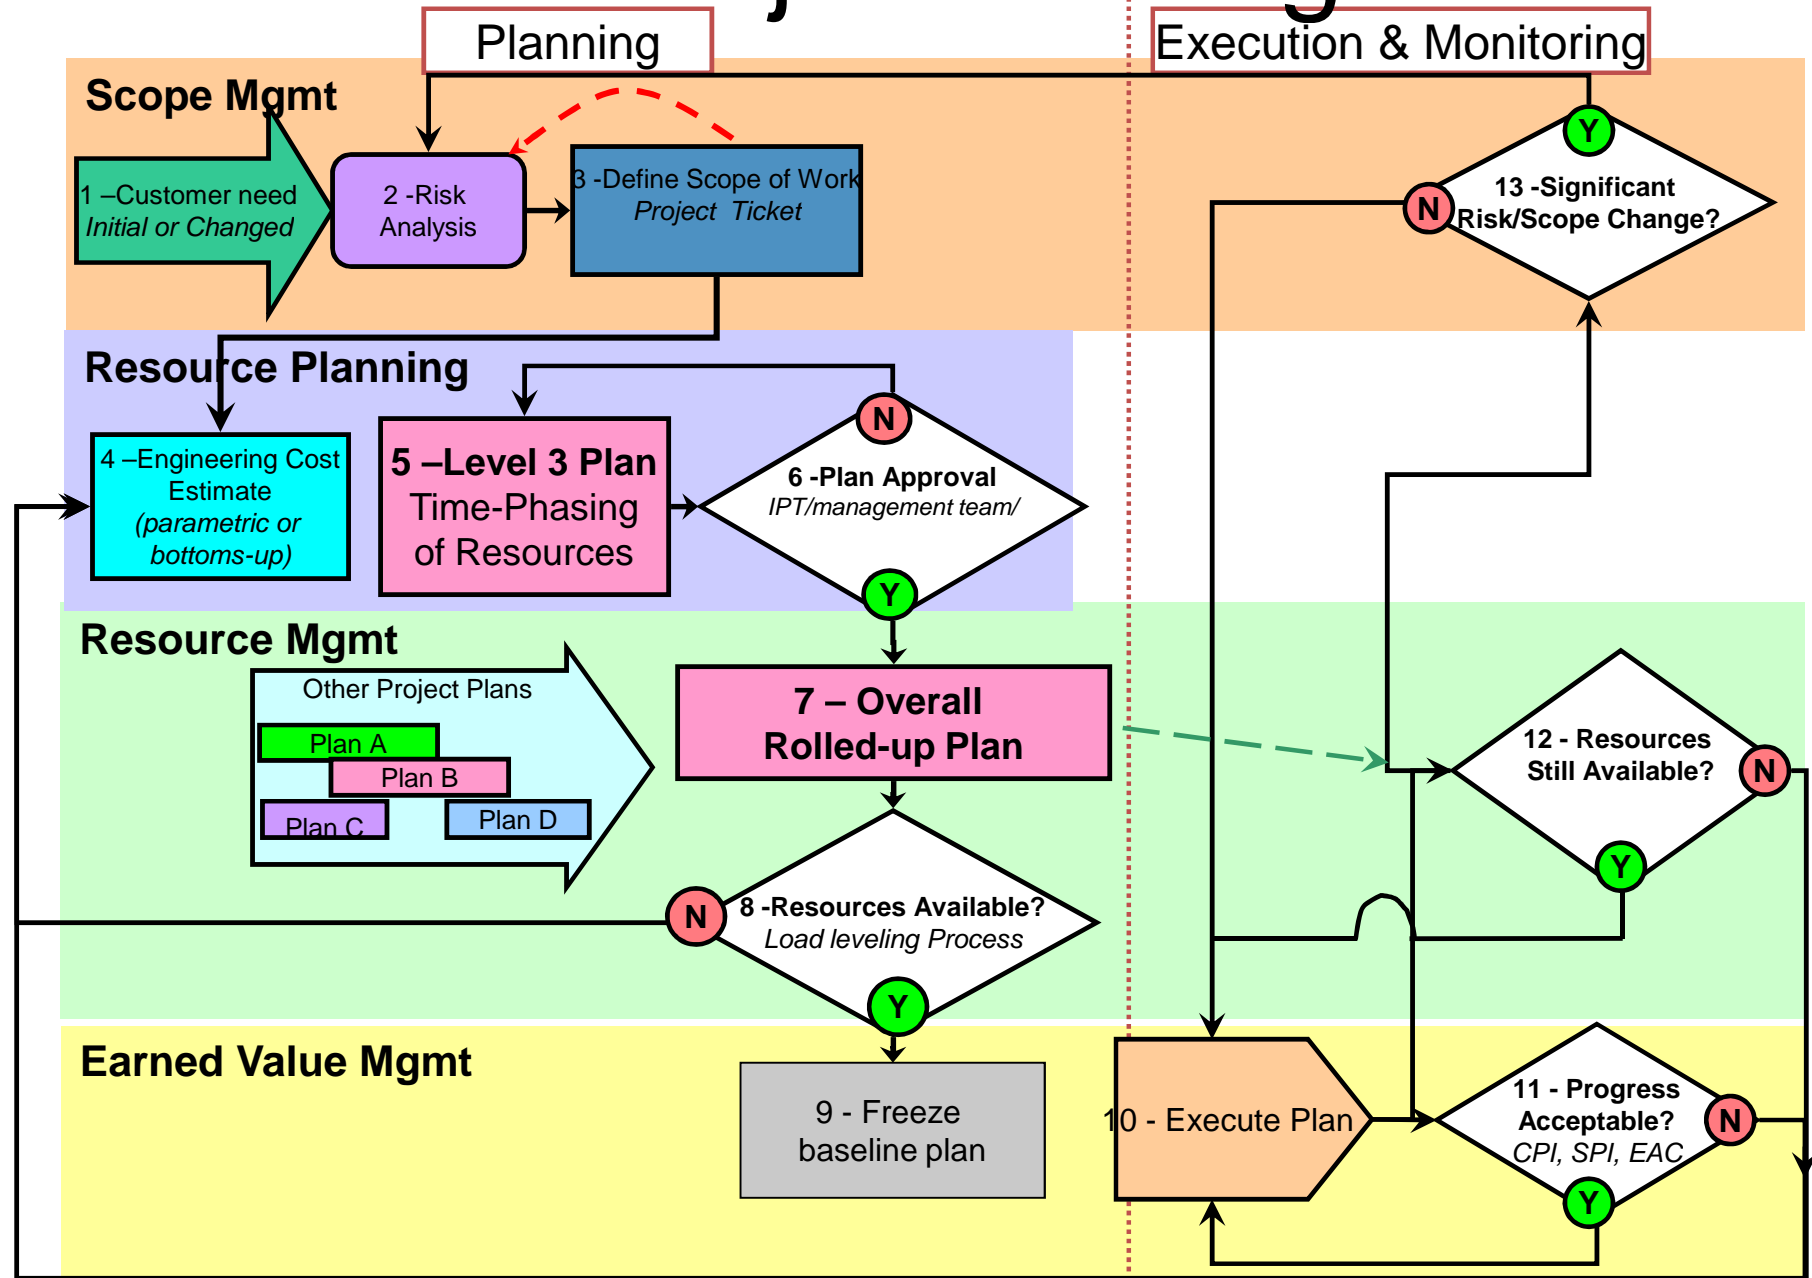 Planning
Execution & Monitoring
Scope Mgmt
1 –Customer need
Initial or Changed
2 -Risk
Analysis
3 -Define Scope of Work
Project Ticket
Y
13 -Significant
Risk/Scope Change?
N
Resource Planning
4 –Engineering Cost
Estimate
(parametric or
bottoms-up)
5 –Level 3 Plan
Time-Phasing
of Resources
N
6 -Plan Approval
IPT/management team/
Y
Resource Mgmt
Other Project Plans
Plan A
Plan B
Plan C
Plan D
7 – Overall
Rolled-up Plan
12 - Resources
Still Available?
N
Y
N
8 -Resources Available?
Load leveling Process
Y
Earned Value Mgmt
9 - Freeze
baseline plan
10 - Execute Plan
11 - Progress
Acceptable?
CPI, SPI, EAC
N
Y